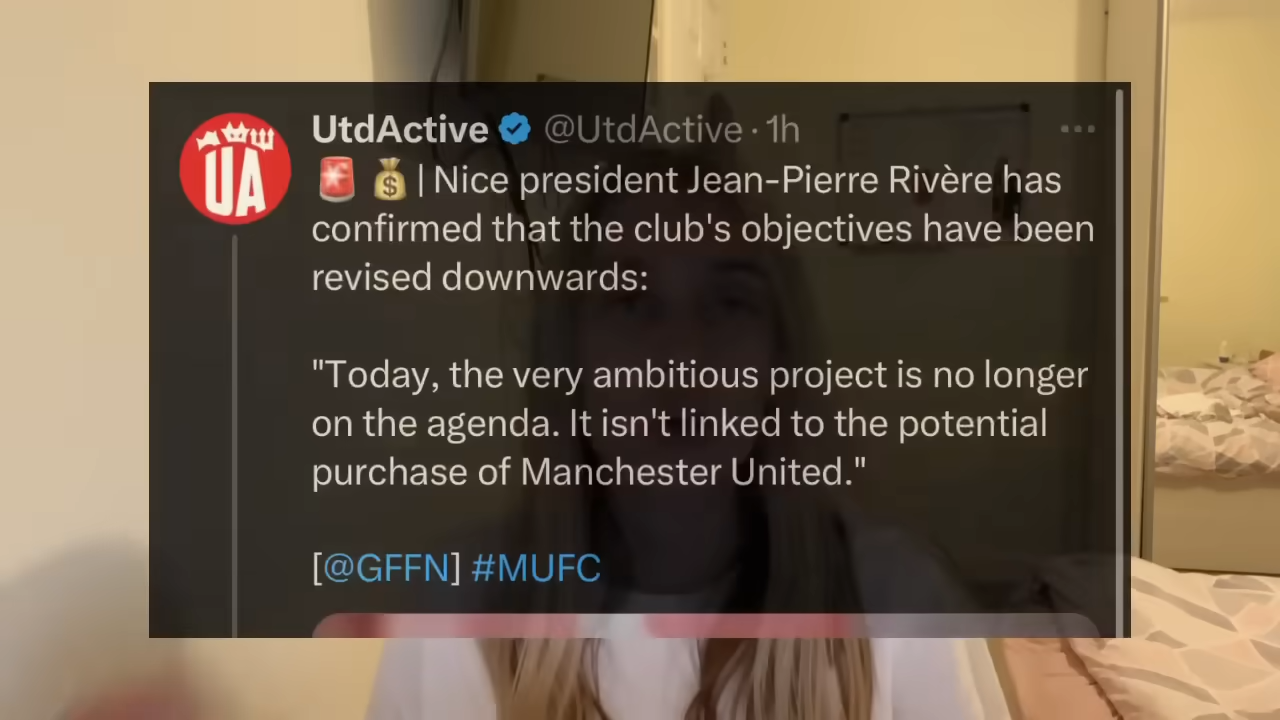 UtdActive @UtdActive · 1h
🚨 💰 | Nice president Jean-Pierre Rivère has
confirmed that the club's objectives have been
revised downwards:
"Today, the very ambitious project is no longer
on the agenda. It isn't linked to the potential
purchase of Manchester United."
[@GFFN] #MUFC
UA